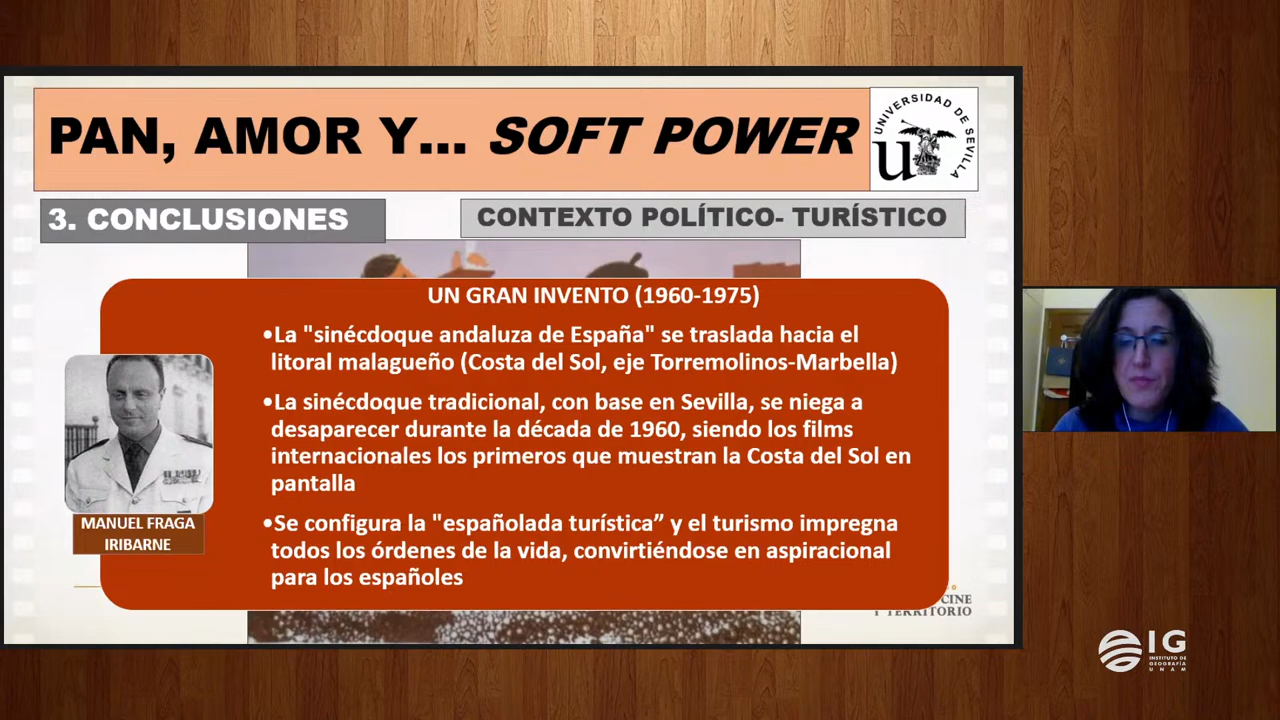 PAN, AMOR Y... SOFT POWER
UNIVERSIDAD DE SEVILLA
u
3. CONCLUSIONES
CONTEXTO POLÍTICO- TURÍSTICO
UN GRAN INVENTO (1960-1975)
•La "sinécdoque andaluza de España" se traslada hacia el
litoral malagueño (Costa del Sol, eje Torremolinos-Marbella)
•La sinécdoque tradicional, con base en Sevilla, se niega a
desaparecer durante la década de 1960, siendo los films
internacionales los primeros que muestran la Costa del Sol en
pantalla
•Se configura la "españolada turística” y el turismo impregna
todos los órdenes de la vida, convirtiéndose en aspiracional
para los españoles
MANUEL FRAGA
IRIBARNE
CINE
Y TERRITORIO
IG
INSTITUTO DE
GEOGRAFÍA
UNAM